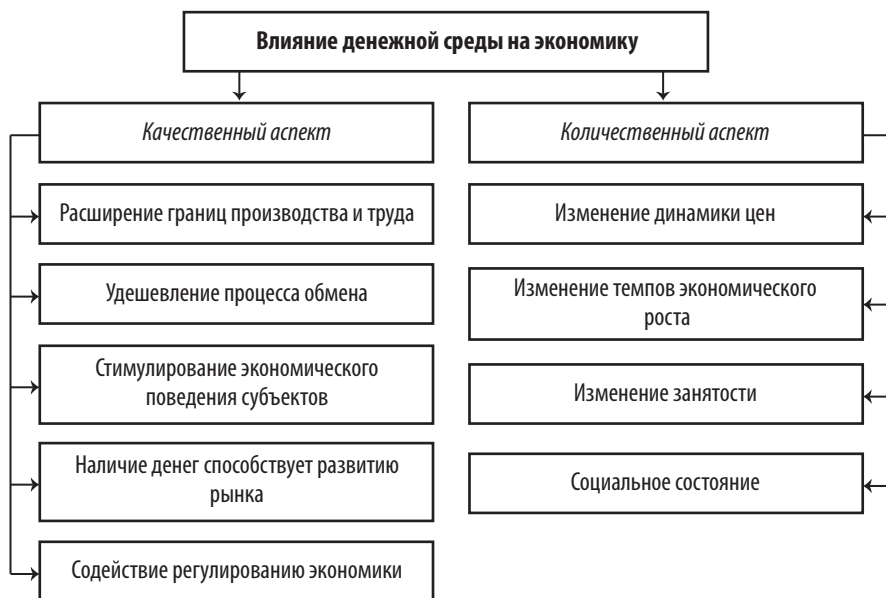 Влияние денежной среды на экономику
Качественный аспект
Расширение границ производства и труда
Удешевление процесса обмена
Стимулирование экономического
поведения субъектов
Наличие денег способствует развитию
рынка
Содействие регулированию экономики
Количественный аспект
Изменение динамики цен
Изменение темпов экономического
роста
Изменение занятости
Социальное состояние